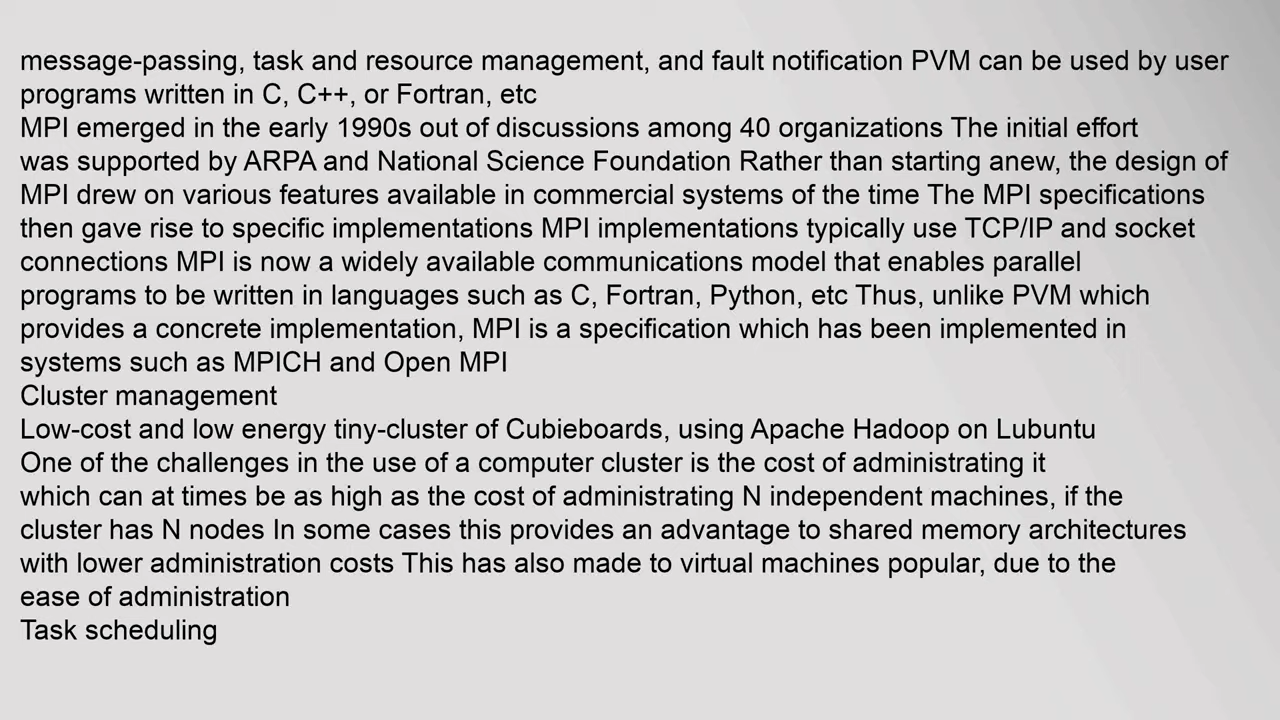 message-passing, task and resource management, and fault notification PVM can be used by user
programs written in C, C++, or Fortran, etc
MPI emerged in the early 1990s out of discussions among 40 organizations The initial effort
was supported by ARPA and National Science Foundation Rather than starting anew, the design of
MPI drew on various features available in commercial systems of the time The MPI specifications
then gave rise to specific implementations MPI implementations typically use TCP/IP and socket
connections MPI is now a widely available communications model that enables parallel
programs to be written in languages such as C, Fortran, Python, etc Thus, unlike PVM which
provides a concrete implementation, MPI is a specification which has been implemented in
systems such as MPICH and Open MPI
Cluster management
Low-cost and low energy tiny-cluster of Cubieboards, using Apache Hadoop on Lubuntu
One of the challenges in the use of a computer cluster is the cost of administrating it
which can at times be as high as the cost of administrating N independent machines, if the
cluster has N nodes In some cases this provides an advantage to shared memory architectures
with lower administration costs This has also made to virtual machines popular, due to the
ease of administration
Task scheduling